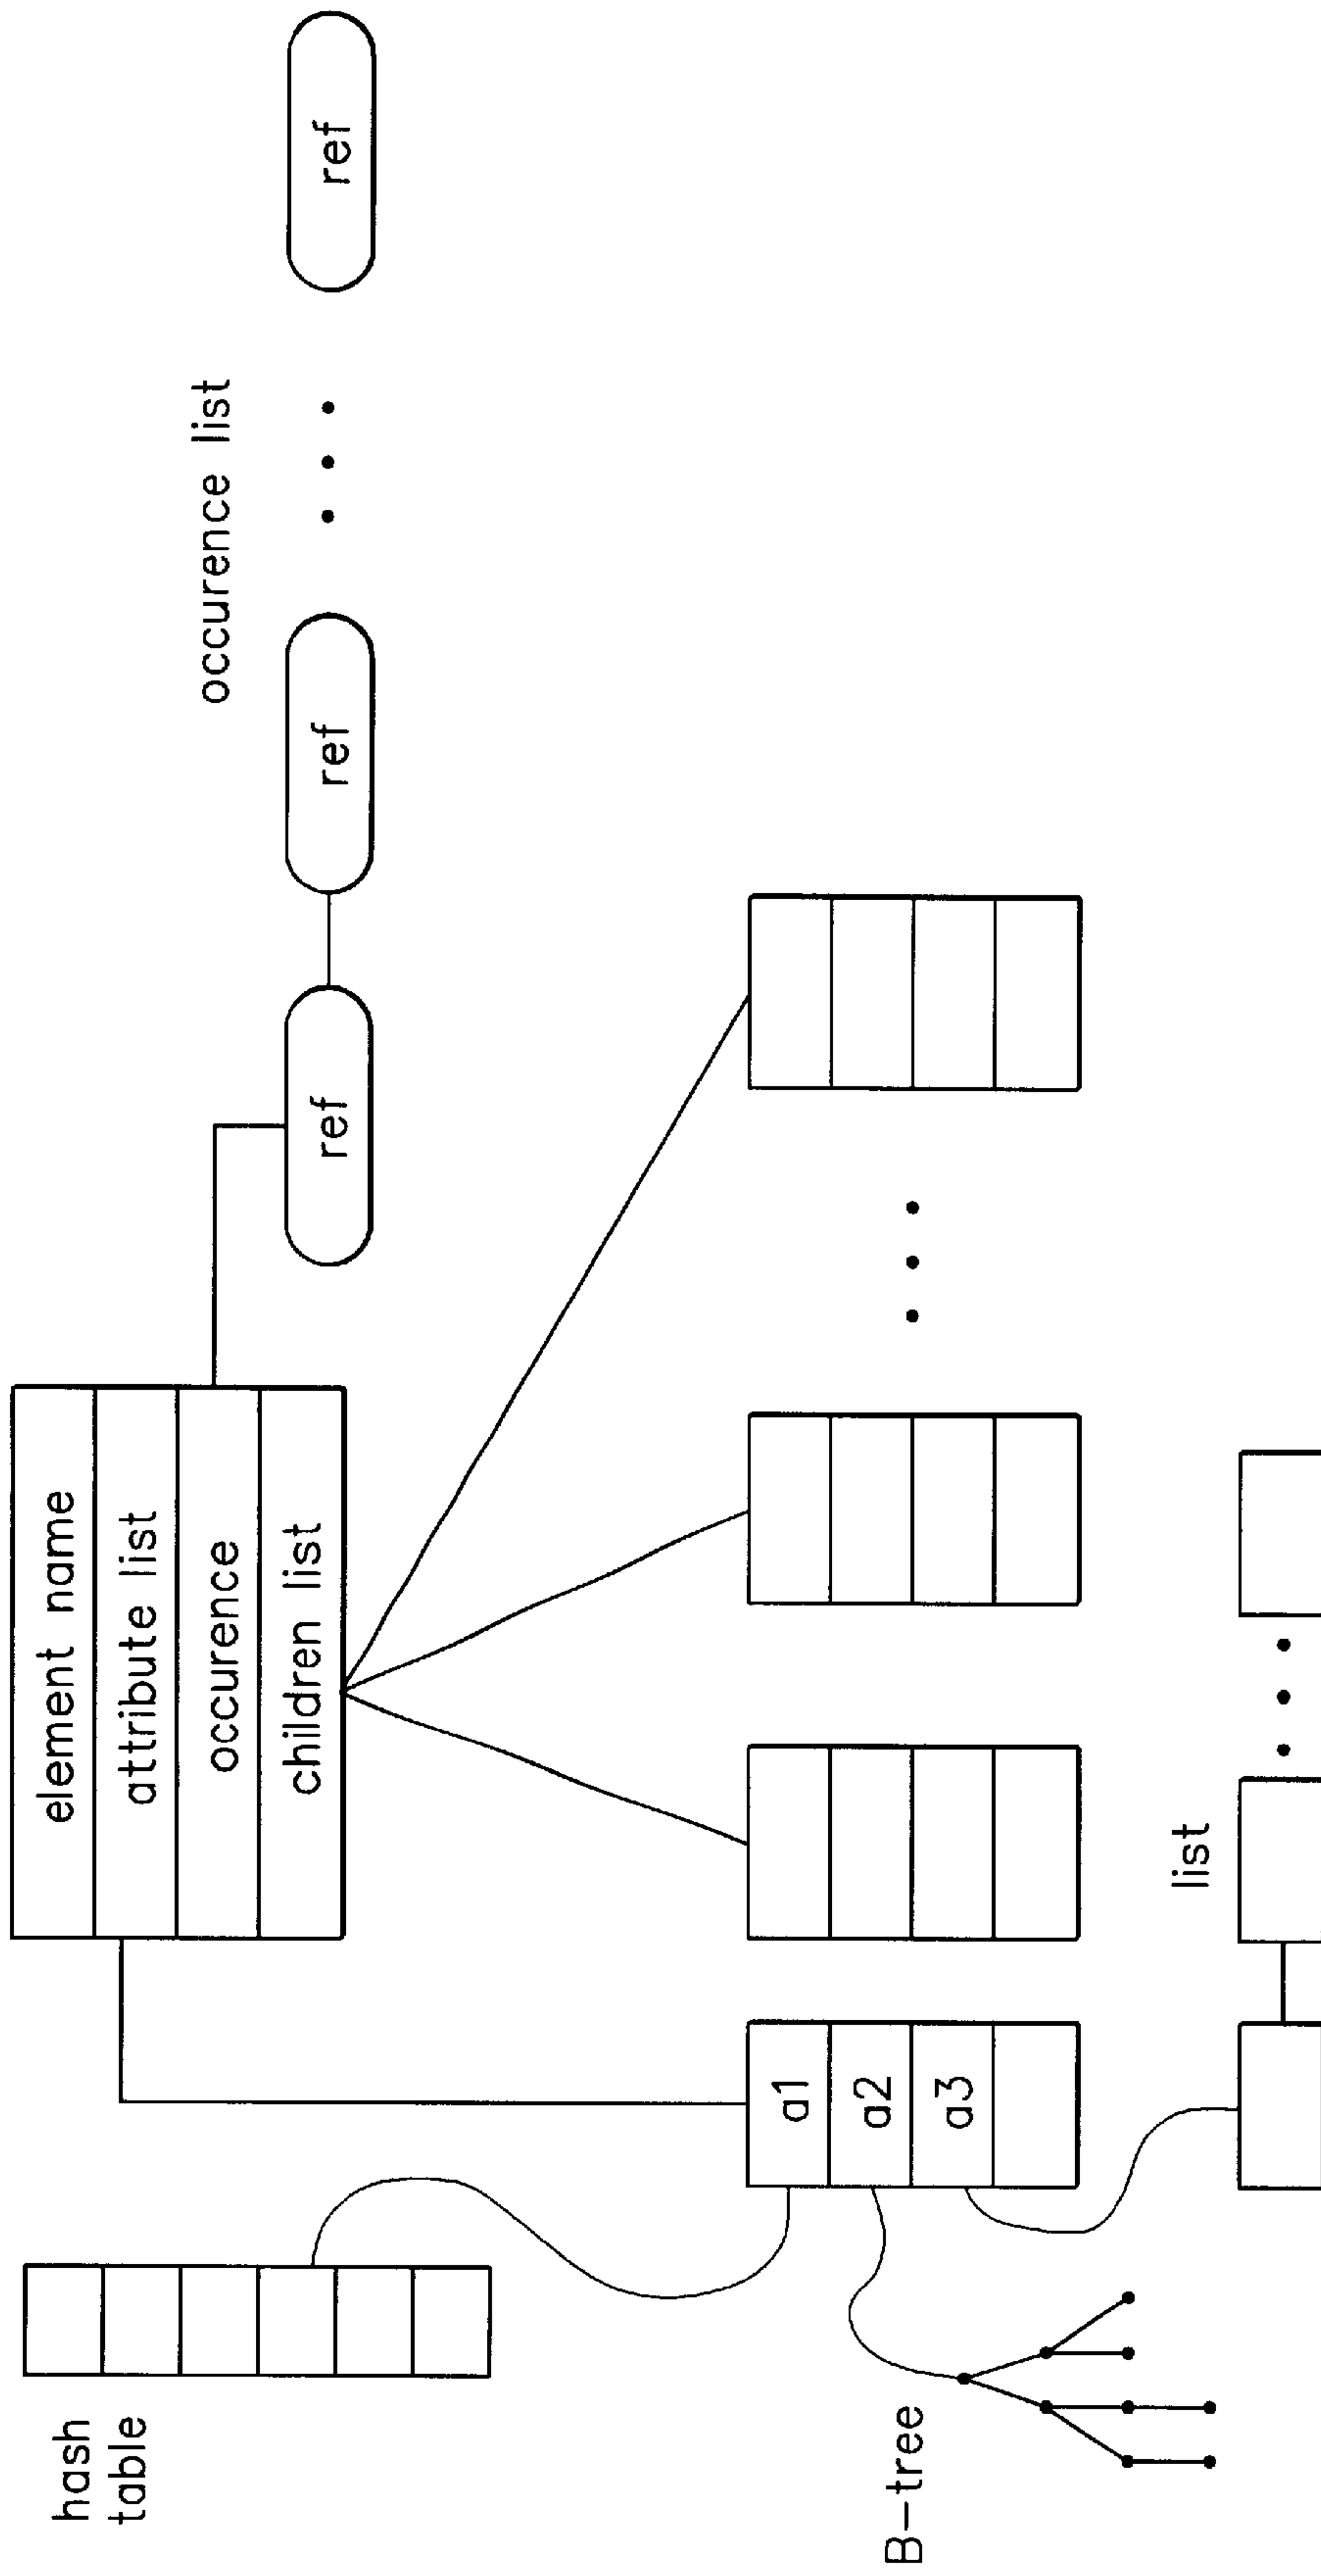 hash
table
element name
attribute list
occurence
children list
occurence list
ref
ref
ref
B-tree
a1
a2
a3
list